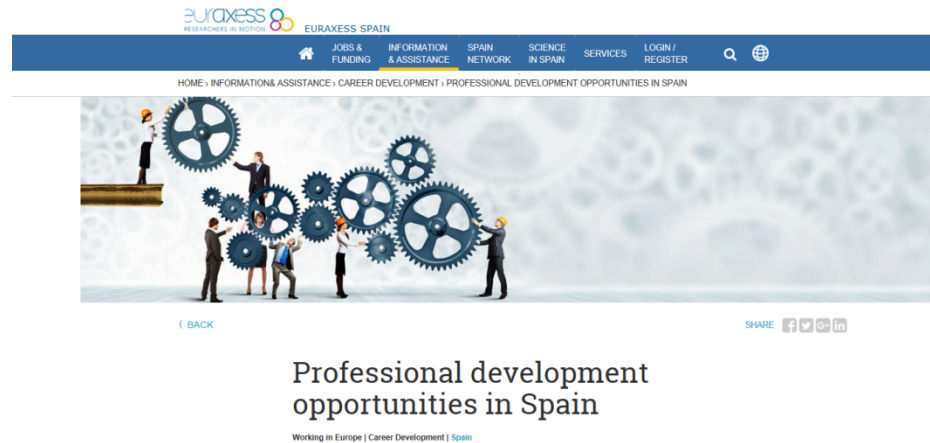 euraxess
RESEARCHERS IN MOTION
EURAXESS SPAIN
JOBS & FUNDING
INFORMATION & ASSISTANCE
SPAIN NETWORK
SCIENCE IN SPAIN
SERVICES
LOGIN / REGISTER
HOME › INFORMATION& ASSISTANCE › CAREER DEVELOPMENT › PROFESSIONAL DEVELOPMENT OPPORTUNITIES IN SPAIN
‹ BACK
SHARE f G+ in
Professional development
opportunities in Spain
Working in Europe | Career Development | Spain